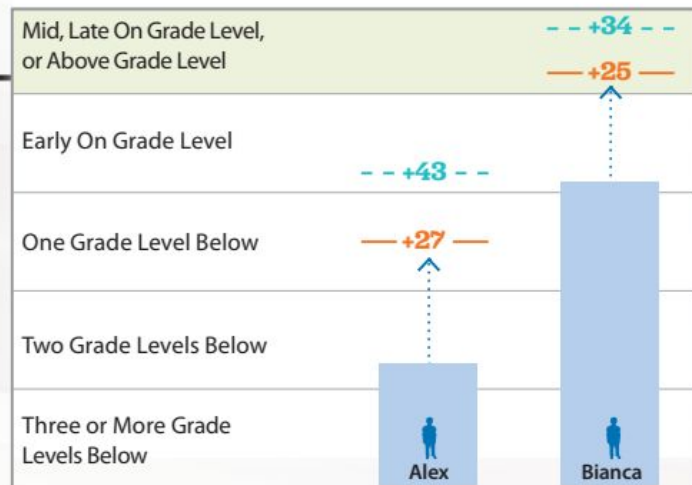 Mid, Late On Grade Level,
or Above Grade Level
+34
+25
Early On Grade Level
+43
One Grade Level Below
+27
Two Grade Levels Below
Three or More Grade
Levels Below
Alex
Bianca